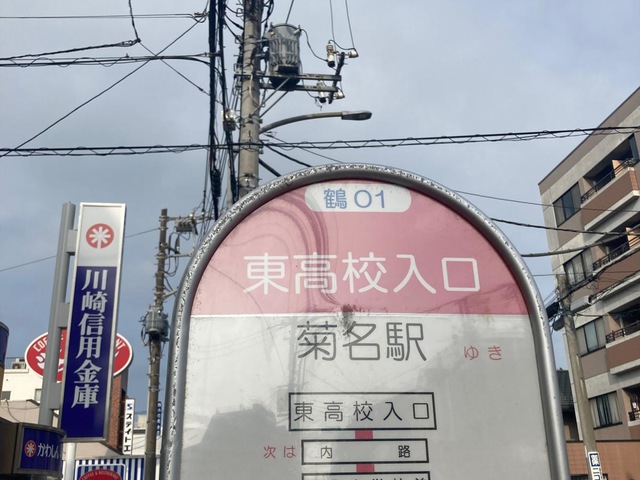 鶴 01
東高校入口
菊名駅
ゆき
東高校入口
次は
内路
川崎信用金庫
かわしん